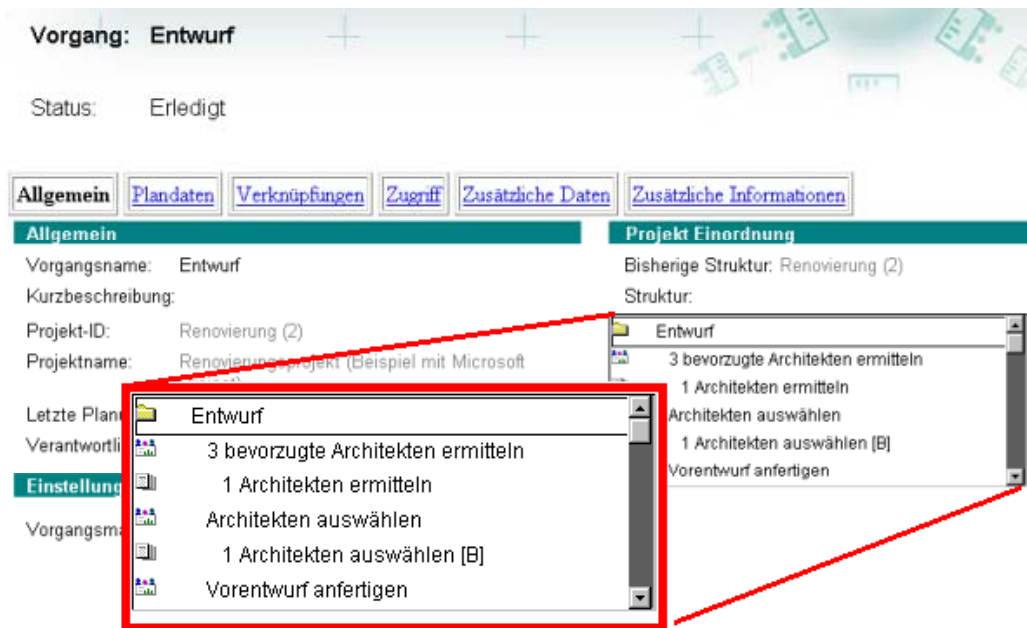 Vorgang: Entwurf
Status: Erledigt
Allgemein Plandaten Verknüpfungen Zugriff Zusätzliche Daten Zusätzliche Informationen
Allgemein
Vorgangsname: Entwurf
Kurzbeschreibung:
Projekt-ID: Renovierung (2)
Projektname: Renovierungsprojekt (Beispiel mit Microsoft
Letzte
Einstellung
Projekt Einordnung
Bisherige Struktur: Renovierung (2)
Struktur:
Entwurf
3 bevorzugte Architekten ermitteln
1 Architekten ermitteln
Architekten auswählen
1 Architekten auswählen [B]
Vorentwurf anfertigen
Entwurf
3 bevorzugte Architekten ermitteln
1 Architekten ermitteln
Architekten auswählen
1 Architekten auswählen [B]
Vorentwurf anfertigen